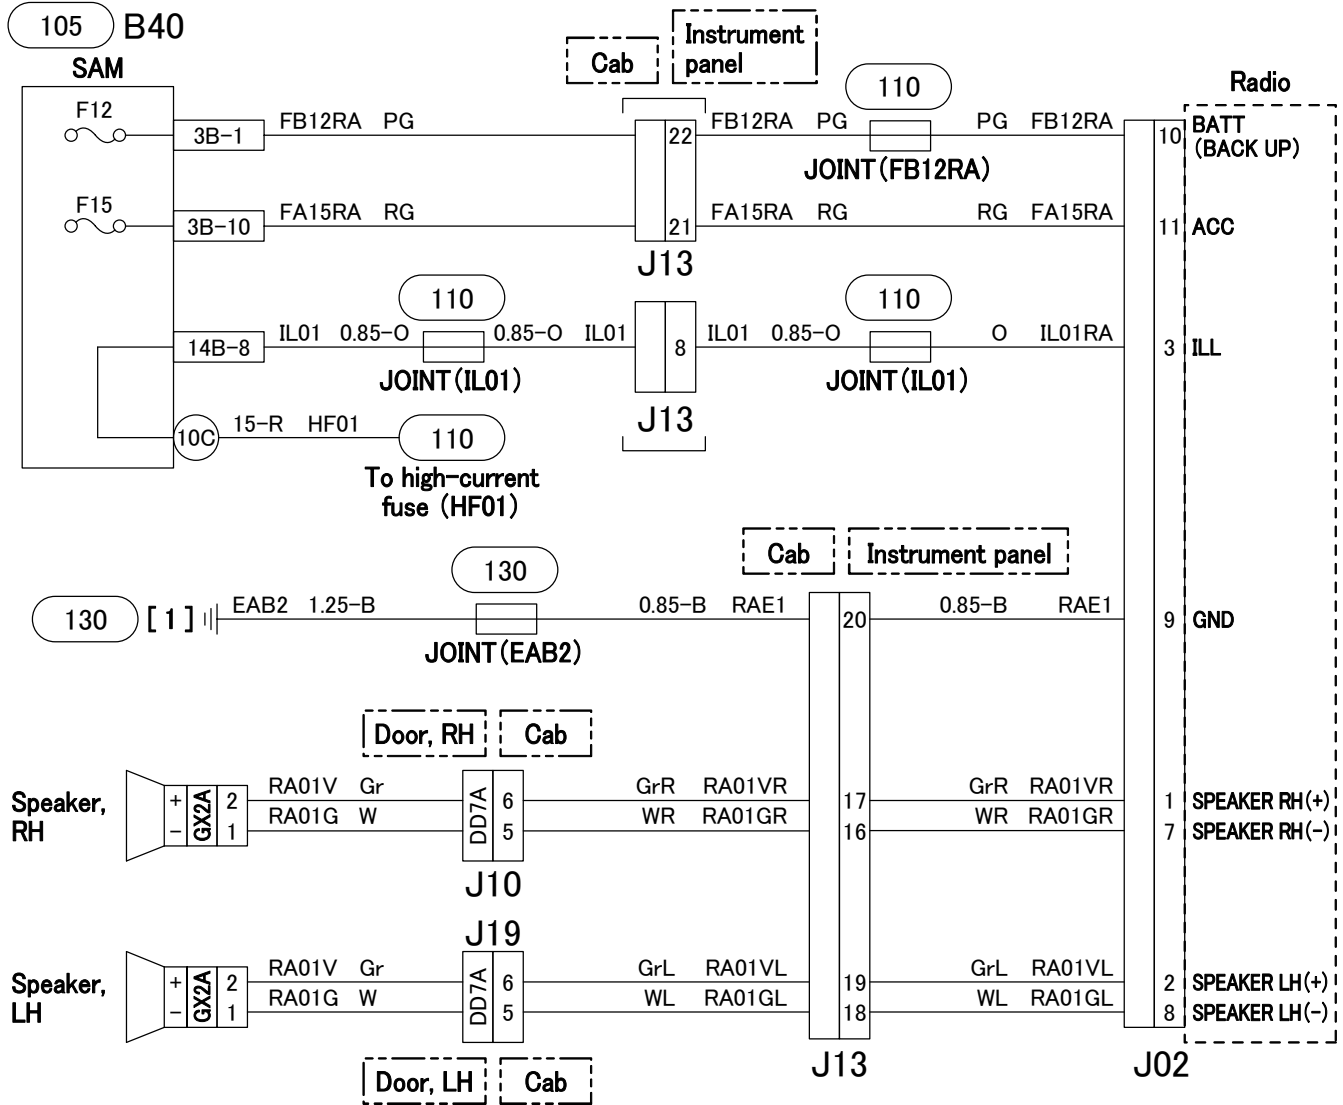 105 B40
SAM
Cab
Instrument
panel
110
Radio
F12
3B-1
FB12RA PG
22
FB12RA PG
PG FB12RA
10
BATT
(BACK UP)
JOINT(FB12RA)
F15
3B-10
FA15RA RG
21
FA15RA RG
RG FA15RA
11
ACC
J13
110
110
14B-8
IL01 0.85-O
0.85-O IL01
8
IL01 0.85-O
O IL01RA
3
ILL
JOINT(IL01)
JOINT(IL01)
J13
10C
15-R HF01
110
To high-current
fuse (HF01)
Cab
Instrument panel
130
130
[1]
EAB2 1.25-B
0.85-B RAE1
20
0.85-B RAE1
9
GND
JOINT(EAB2)
Door, RH
Cab
Speaker,
RH
+
-
GX2A
2
1
RA01V Gr
RA01G W
DD7A
6
5
GrR RA01VR
WR RA01GR
17
16
GrR RA01VR
WR RA01GR
1
7
SPEAKER RH(+)
SPEAKER RH(-)
J10
J19
Speaker,
LH
+
-
GX2A
2
1
RA01V Gr
RA01G W
DD7A
6
5
GrL RA01VL
WL RA01GL
19
18
GrL RA01VL
WL RA01GL
2
8
SPEAKER LH(+)
SPEAKER LH(-)
Door, LH
Cab
J13
J02